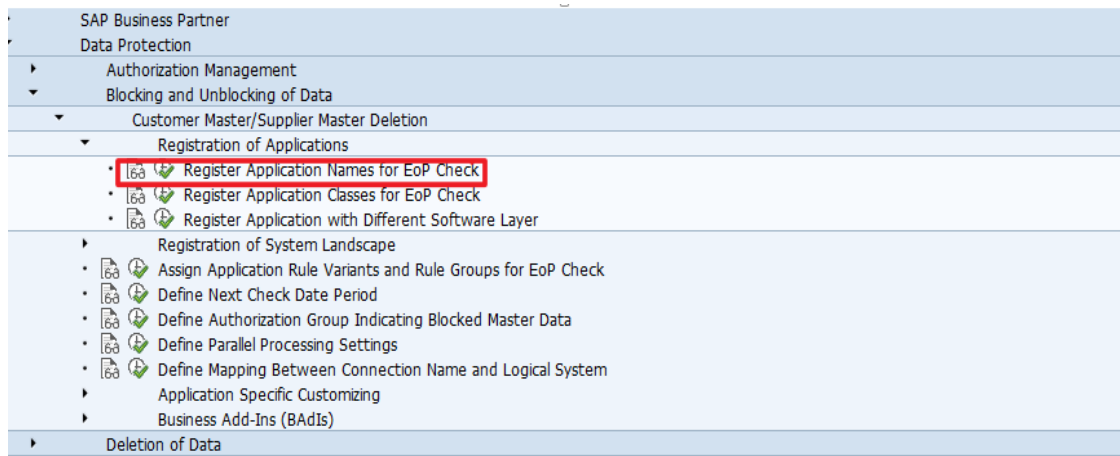 SAP Business Partner
Data Protection
Authorization Management
Blocking and Unblocking of Data
Customer Master/Supplier Master Deletion
Registration of Applications
Register Application Names for EoP Check
Register Application Classes for EoP Check
Register Application with Different Software Layer
Registration of System Landscape
Assign Application Rule Variants and Rule Groups for EoP Check
Define Next Check Date Period
Define Authorization Group Indicating Blocked Master Data
Define Parallel Processing Settings
Define Mapping Between Connection Name and Logical System
Application Specific Customizing
Business Add-Ins (BAdIs)
Deletion of Data